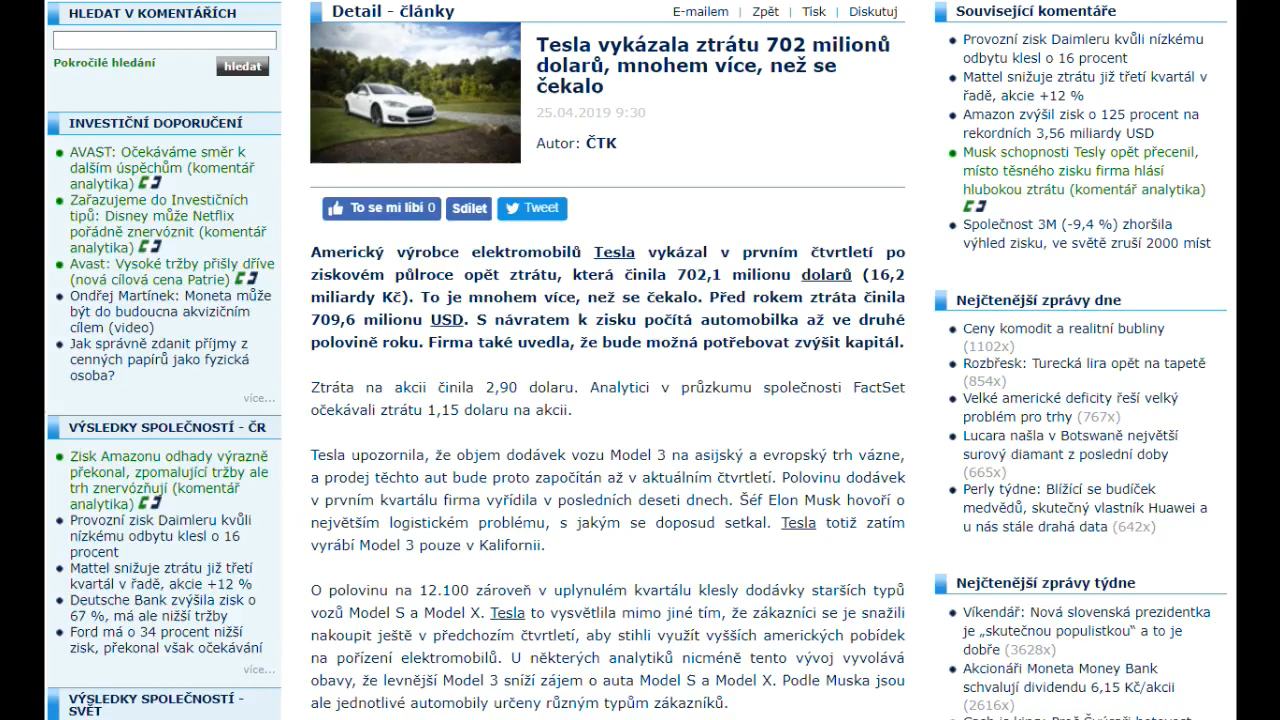 HLEDAT V KOMENTÁŘÍCH
Pokročilé hledání
hledat
INVESTIČNÍ DOPORUČENÍ
AVAST: Očekáváme směr k
dalším úspěchům (komentář
analytika)
Zařazujeme do Investičních
tipů: Disney může Netflix
pořádně znervóznit (komentář
analytika)
Avast: Vysoké tržby přišly dříve
(nová cílová cena Patrie)
Ondřej Martínek: Moneta může
být do budoucna akvizičním
cílem (video)
Jak správně zdanit příjmy z
cenných papírů jako fyzická
osoba?
více...
VÝSLEDKY SPOLEČNOSTÍ - ČR
Zisk Amazonu odhady výrazně
překonal, zpomalující tržby ale
trh znervózňují (komentář
analytika)
Provozní zisk Daimleru kvůli
nízkému odbytu klesl o 16
procent
Mattel snižuje ztrátu již třetí
kvartál v řadě, akcie +12 %
Deutsche Bank zvýšila zisk o
67 %, má ale nižší tržby
Ford má o 34 procent nižší
zisk, překonal však očekávání
více...
VÝSLEDKY SPOLEČNOSTÍ -
SVĚT
Detail - články
E-mailem | Zpět | Tisk | Diskutuj
Tesla vykázala ztrátu 702 milionů
dolarů, mnohem více, než se
čekalo
25.04.2019 9:30
Autor: ČTK
To se mi líbí 0
Sdílet
Tweet
Americký výrobce elektromobilů Tesla vykázal v prvním čtvrtletí po
ziskovém půlroce opět ztrátu, která činila 702,1 milionu dolarů (16,2
miliardy Kč). To je mnohem více, než se čekalo. Před rokem ztráta činila
709,6 milionu USD. S návratem k zisku počítá automobilka až ve druhé
polovině roku. Firma také uvedla, že bude možná potřebovat zvýšit kapitál.
Ztráta na akcii činila 2,90 dolaru. Analytici v průzkumu společnosti FactSet
očekávali ztrátu 1,15 dolaru na akcii.
Tesla upozornila, že objem dodávek vozu Model 3 na asijský a evropský trh vázne,
a prodej těchto aut bude proto započítán až v aktuálním čtvrtletí. Polovinu dodávek
v prvním kvartálu firma vyřídila v posledních deseti dnech. Šéf Elon Musk hovoří o
největším logistickém problému, s jakým se doposud setkal. Tesla totiž zatím
vyrábí Model 3 pouze v Kalifornii.
O polovinu na 12.100 zároveň v uplynulém kvartálu klesly dodávky starších typů
vozů Model S a Model X. Tesla to vysvětlila mimo jiné tím, že zákazníci se je snažili
nakoupit ještě v předchozím čtvrtletí, aby stihli využít vyšších amerických pobídek
na pořízení elektromobilů. U některých analytiků nicméně tento vývoj vyvolává
obavy, že levnější Model 3 sníží zájem o auta Model S a Model X. Podle Muska jsou
ale jednotlivé automobily určeny různým typům zákazníků.
Související komentáře
Provozní zisk Daimleru kvůli nízkému
odbytu klesl o 16 procent
Mattel snižuje ztrátu již třetí kvartál v
řadě, akcie +12 %
Amazon zvýšil zisk o 125 procent na
rekordních 3,56 miliardy USD
Musk schopnosti Tesly opět přecenil,
místo těsného zisku firma hlásí
hlubokou ztrátu (komentář analytika)
Společnost 3M (-9,4 %) zhoršila
výhled zisku, ve světě zruší 2000 míst
Nejčtenější zprávy dne
Ceny komodit a realitní bubliny
(1102x)
Rozbřesk: Turecká lira opět na tapetě
(854x)
Velké americké deficity řeší velký
problém pro trhy (767x)
Lucara našla v Botswaně největší
surový diamant z poslední doby
(665x)
Perly týdne: Blížící se budíček
medvědů, skutečný vlastník Huawei a
u nás stále drahá data (642x)
Nejčtenější zprávy týdne
Víkendář: Nová slovenská prezidentka
je „skutečnou populistkou“ a to je
dobře (3628x)
Akcionáři Moneta Money Bank
schválují dividendu 6,15 Kč/akcii
(2616x)